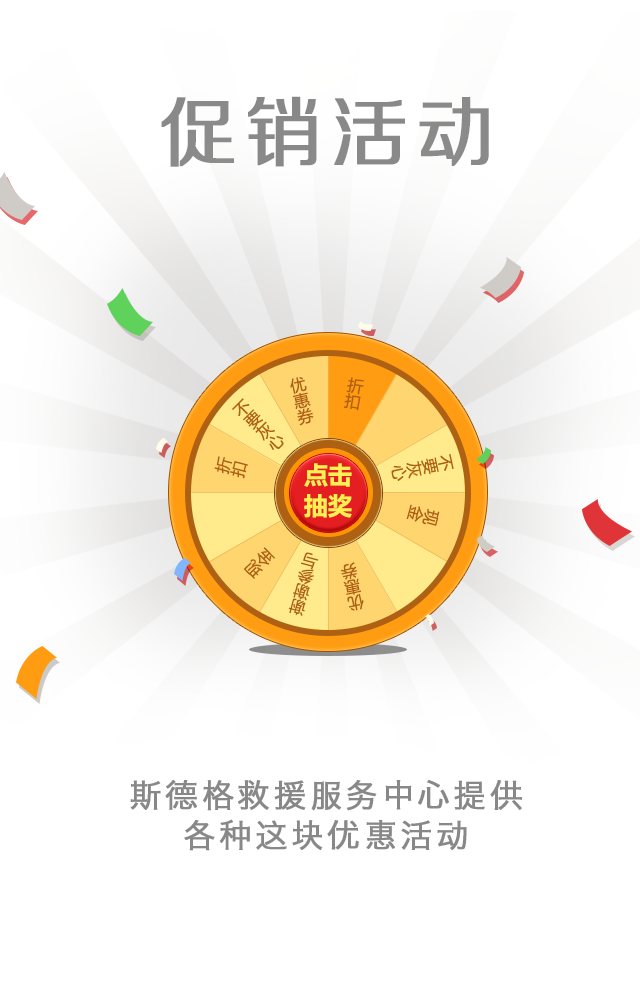 促销活动
折扣
优惠券
不要灰心
不要灰心
折扣
点击
抽奖
现金
现金
谢谢参与
优惠券
斯德格救援服务中心提供
各种这块优惠活动